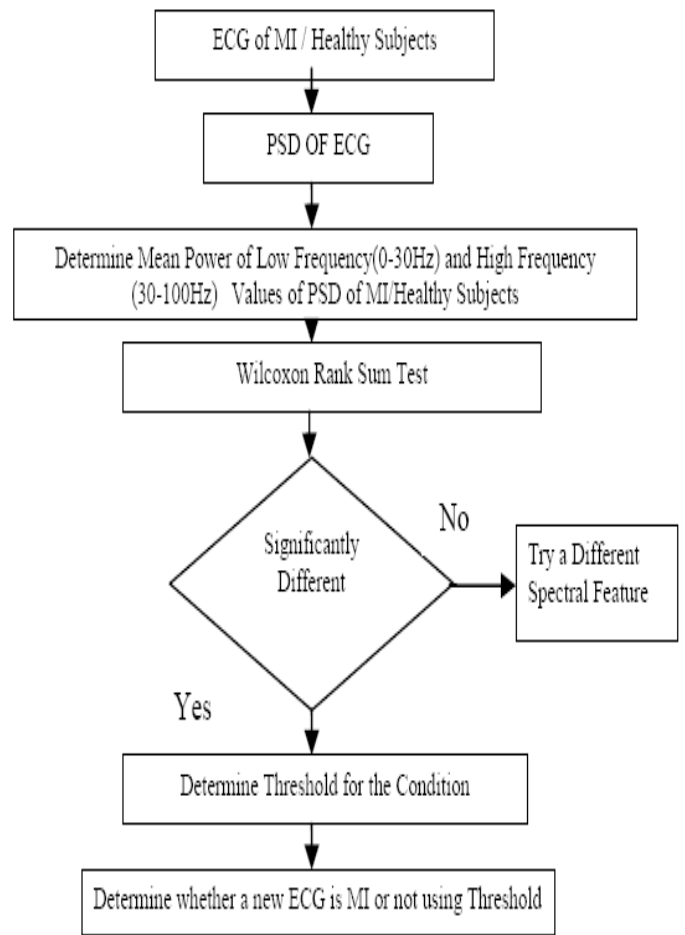 ECG of MI / Healthy Subjects
PSD OF ECG
Determine Mean Power of Low Frequency(0-30Hz) and High Frequency
(30-100Hz) Values of PSD of MI/Healthy Subjects
Wilcoxon Rank Sum Test
Significantly
Different
No
Try a Different
Spectral Feature
Yes
Determine Threshold for the Condition
Determine whether a new ECG is MI or not using Threshold